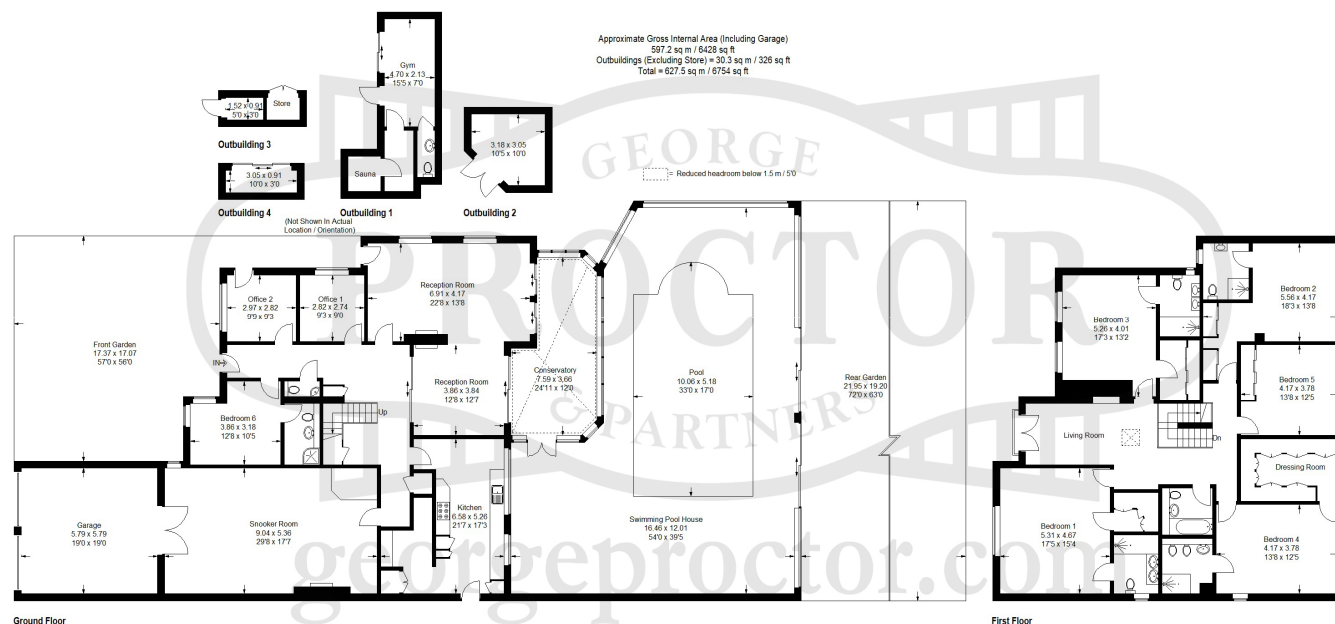 Approximate Gross Internal Area (Including Garage)
597.2 sq m / 6428 sq ft
Outbuildings (Excluding Store) = 30.3 sq m / 326 sq ft
Total = 627.5 sq m / 6754 sq ft
Gym
4.70 x 2.13
15'5 x 7'0
1.52 x 0.91
5'0 x 3'0
Store
Outbuilding 3
3.05 x 0.91
10'0 x 3'0
Outbuilding 4
Sauna
Outbuilding 1
3.18 x 3.05
10'5 x 10'0
Outbuilding 2
(Not Shown In Actual
Location / Orientation)
= Reduced headroom below 1.5 m / 5'0
GEORGE
PROCTOR
& PARTNERS
georgeproctor.com
Front Garden
17.37 x 17.07
57'0 x 56'0
Office 2
2.97 x 2.82
9'9 x 9'3
Office 1
2.82 x 2.74
9'3 x 9'0
Reception Room
6.91 x 4.17
22'8 x 13'8
IN
Reception Room
3.86 x 3.84
12'8 x 12'7
Conservatory
7.59 x 3.66
24'11 x 12'0
Pool
10.06 x 5.18
33'0 x 17'0
Rear Garden
21.95 x 19.20
72'0 x 63'0
Bedroom 6
3.86 x 3.18
12'8 x 10'5
Up
Garage
5.79 x 5.79
19'0 x 19'0
Snooker Room
9.04 x 5.36
29'8 x 17'7
Kitchen
6.58 x 5.26
21'7 x 17'3
Swimming Pool House
16.46 x 12.01
54'0 x 39'5
Ground Floor
Bedroom 3
5.26 x 4.01
17'3 x 13'2
Bedroom 2
5.56 x 4.17
18'3 x 13'8
Bedroom 5
4.17 x 3.78
13'8 x 12'5
Living Room
Dn
Dressing Room
Bedroom 1
5.31 x 4.67
17'5 x 15'4
Bedroom 4
4.17 x 3.78
13'8 x 12'5
First Floor